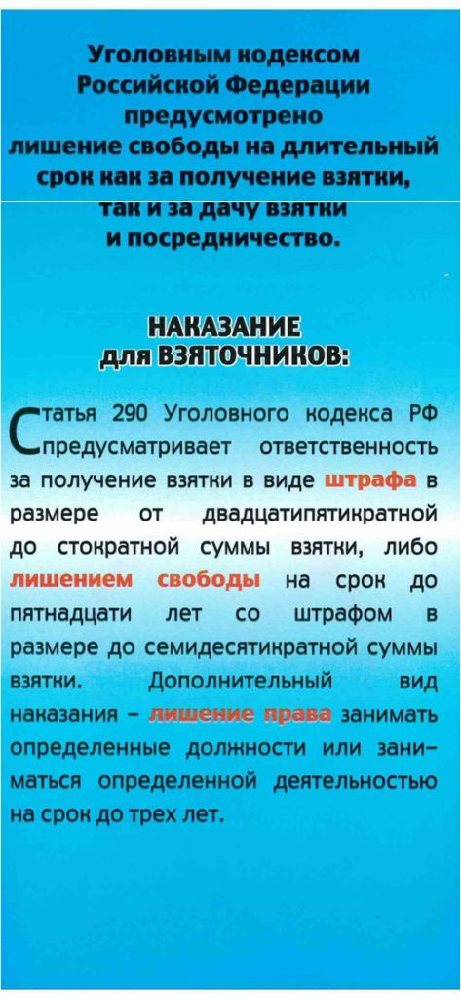 Уголовным кодексом
Российской Федерации
предусмотрено
лишение свободы на длительный
срок как за получение взятки,
так и за дачу взятки
и посредничество.
НАКАЗАНИЕ
для ВЗЯТОЧНИКОВ:
Статья 290 Уголовного кодекса РФ
предусматривает ответственность
за получение взятки в виде штрафа в
размере от двадцатипятикратной
до стократной суммы взятки, либо
лишением свободы на срок до
пятнадцати лет со штрафом в
размере до семидесятикратной суммы
взятки. Дополнительный вид
наказания – лишение права занимать
определенные должности или зани-
маться определенной деятельностью
на срок до трех лет.